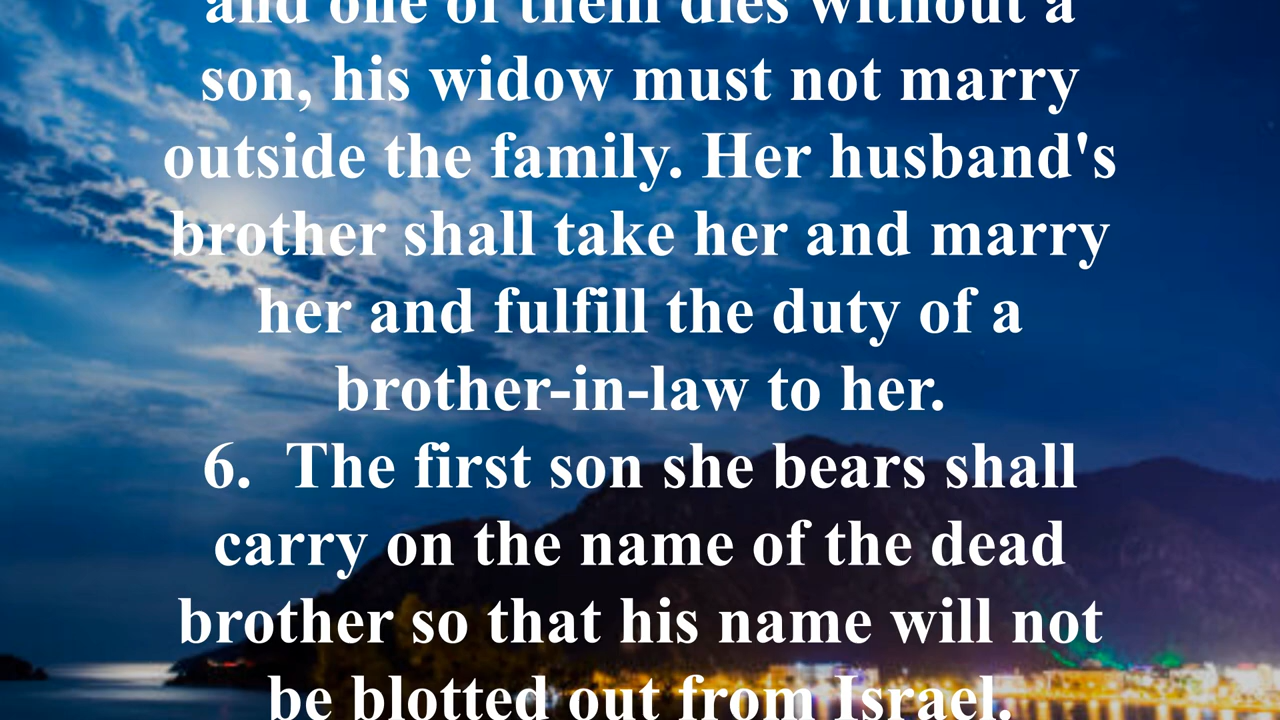 and one of them dies without a
son, his widow must not marry
outside the family. Her husband's
brother shall take her and marry
her and fulfill the duty of a
brother-in-law to her.
6.  The first son she bears shall
carry on the name of the dead
brother so that his name will not
be blotted out from Israel.